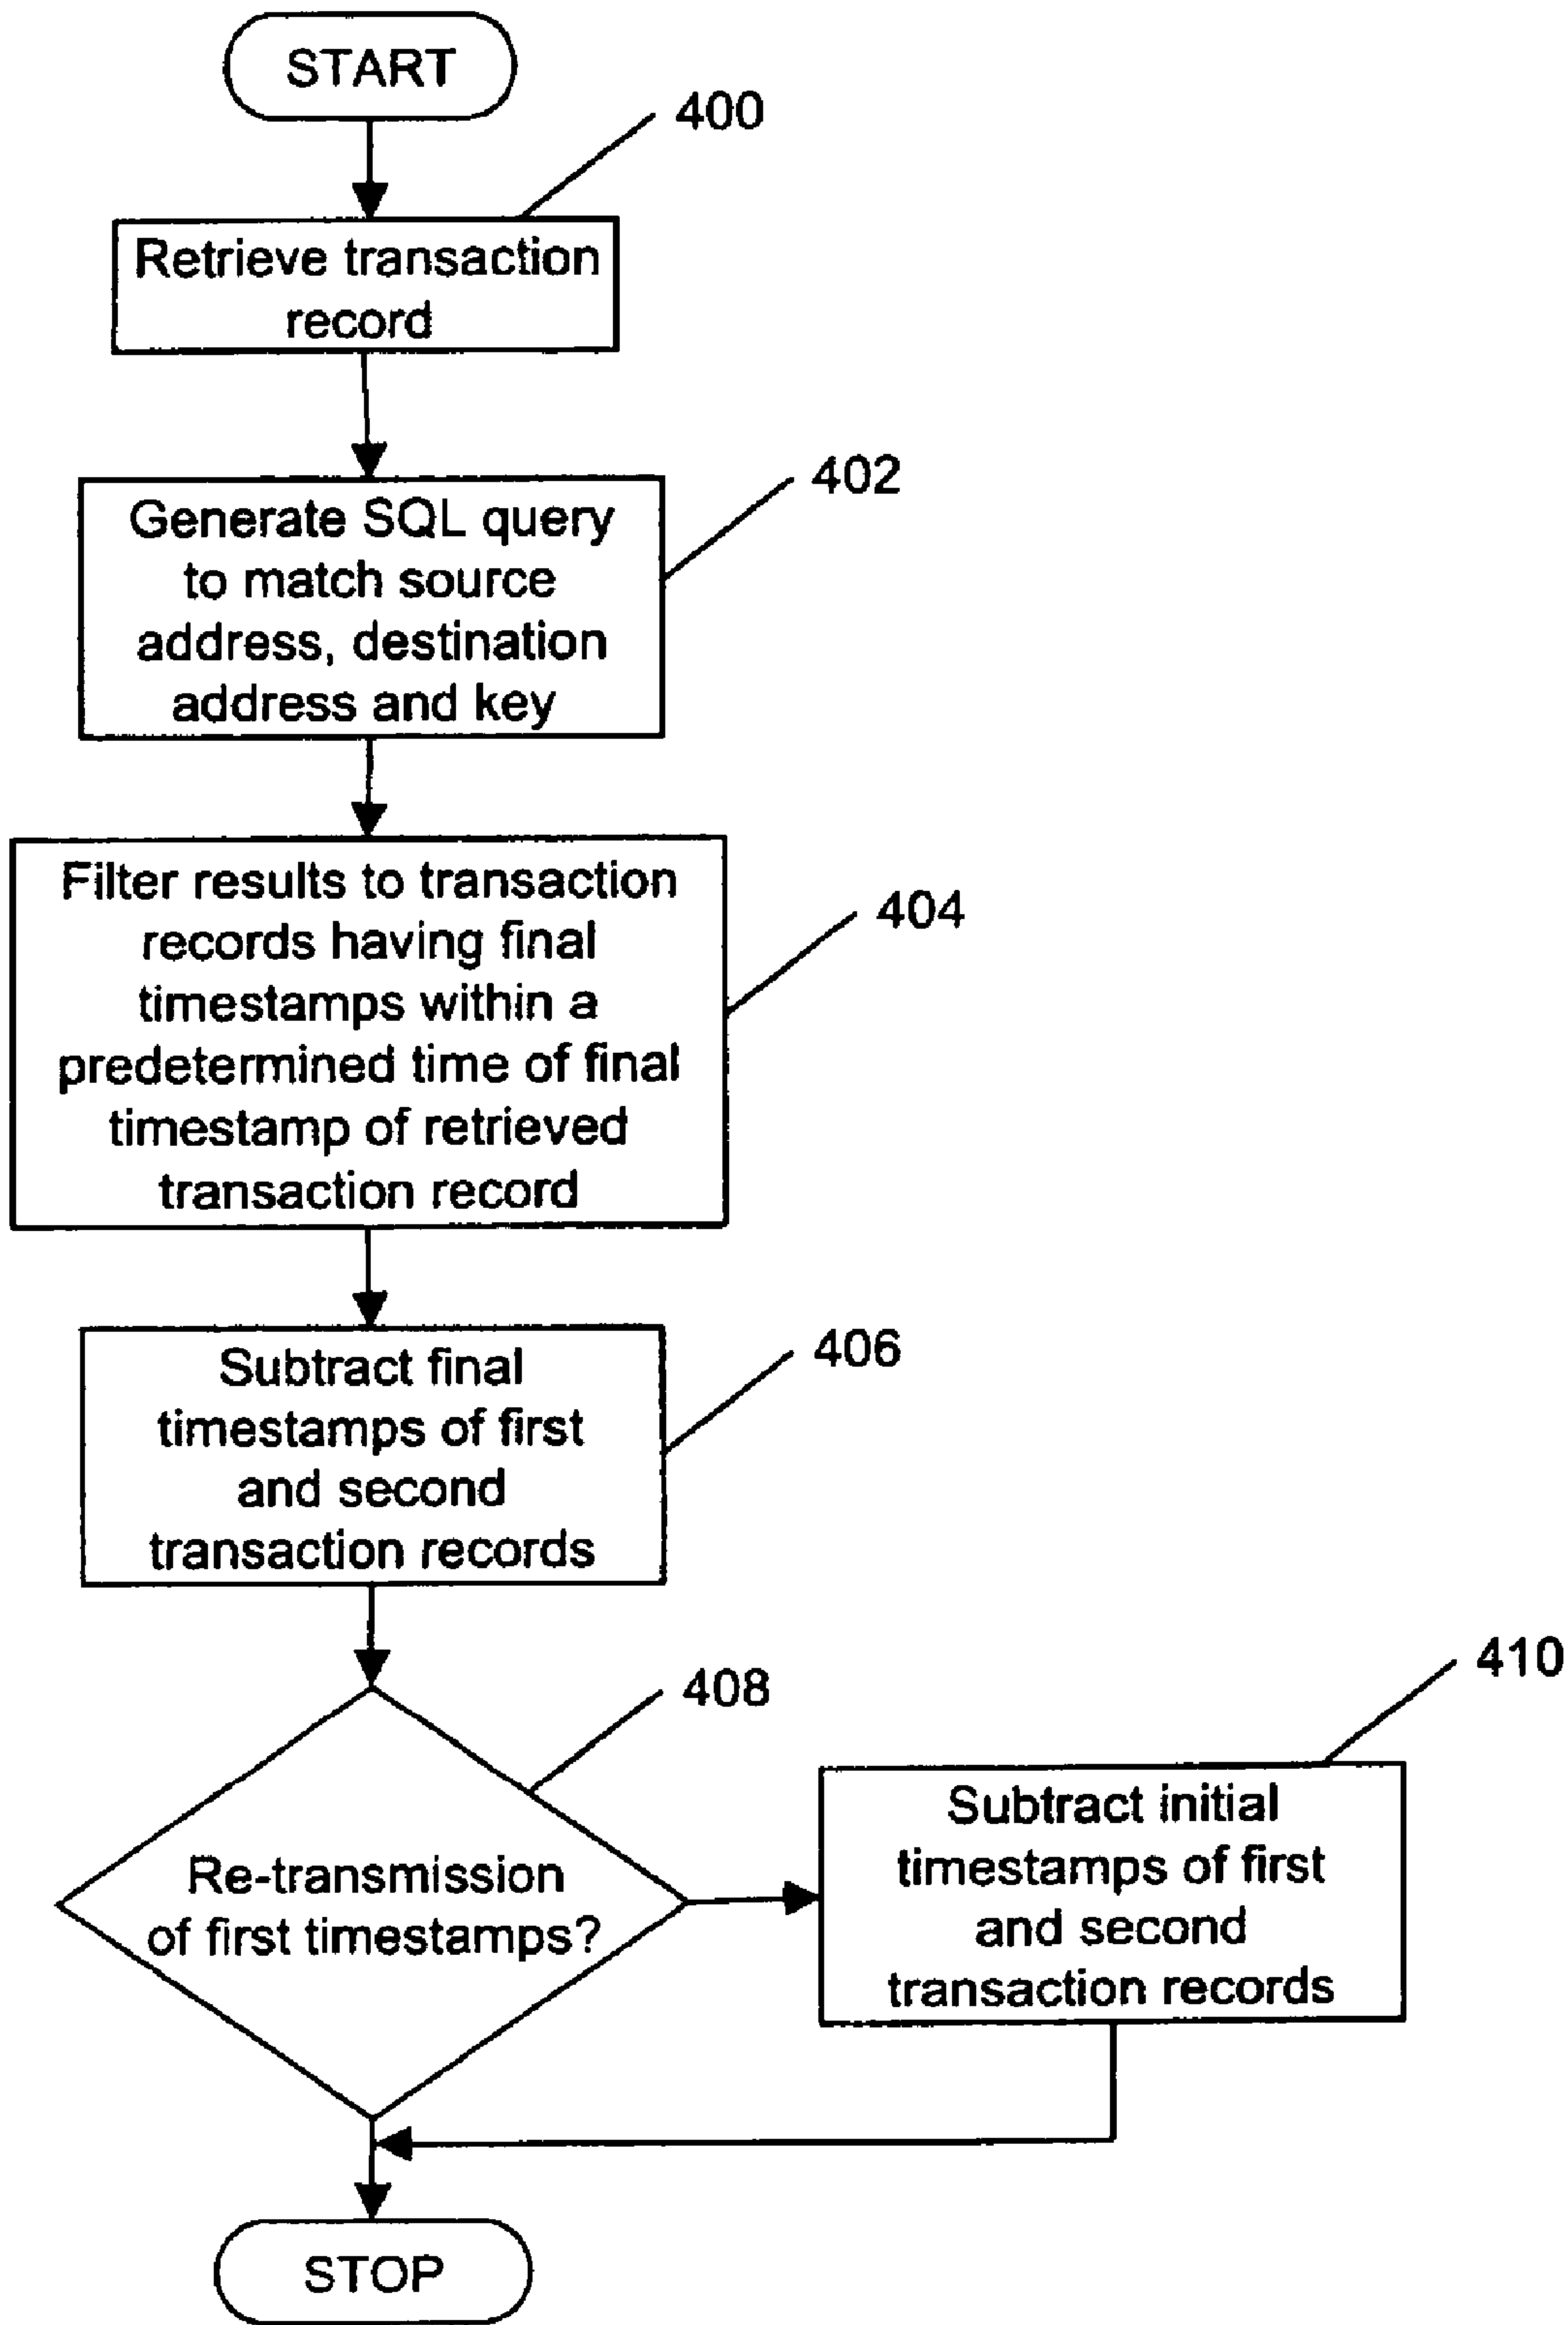 START
400
Retrieve transaction
record
402
Generate SQL query
to match source
address, destination
address and key
404
Filter results to transaction
records having final
timestamps within a
predetermined time of final
timestamp of retrieved
transaction record
406
Subtract final
timestamps of first
and second
transaction records
408
Re-transmission
of first timestamps?
410
Subtract initial
timestamps of first
and second
transaction records
STOP